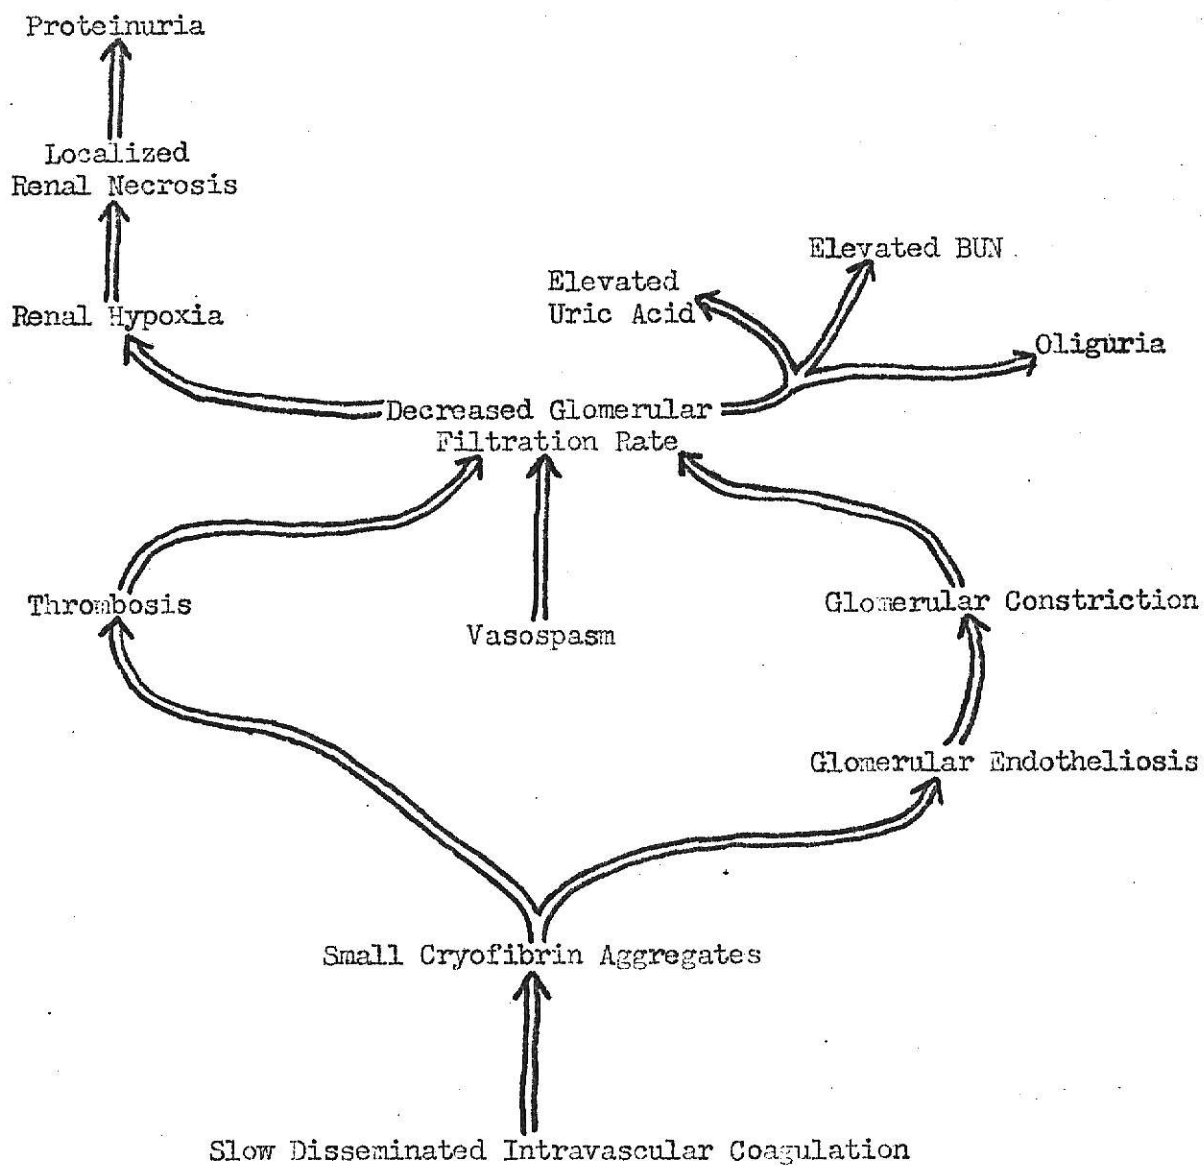 Proteinuria
Localized
Renal Necrosis
Elevated BUN
Elevated
Uric Acid
Renal Hypoxia
Oliguria
Decreased Glomerular
Filtration Rate
Thrombosis
Glomerular Constriction
Vasospasm
Glomerular Endotheliosis
Small Cryofibrin Aggregates
Slow Disseminated Intravascular Coagulation